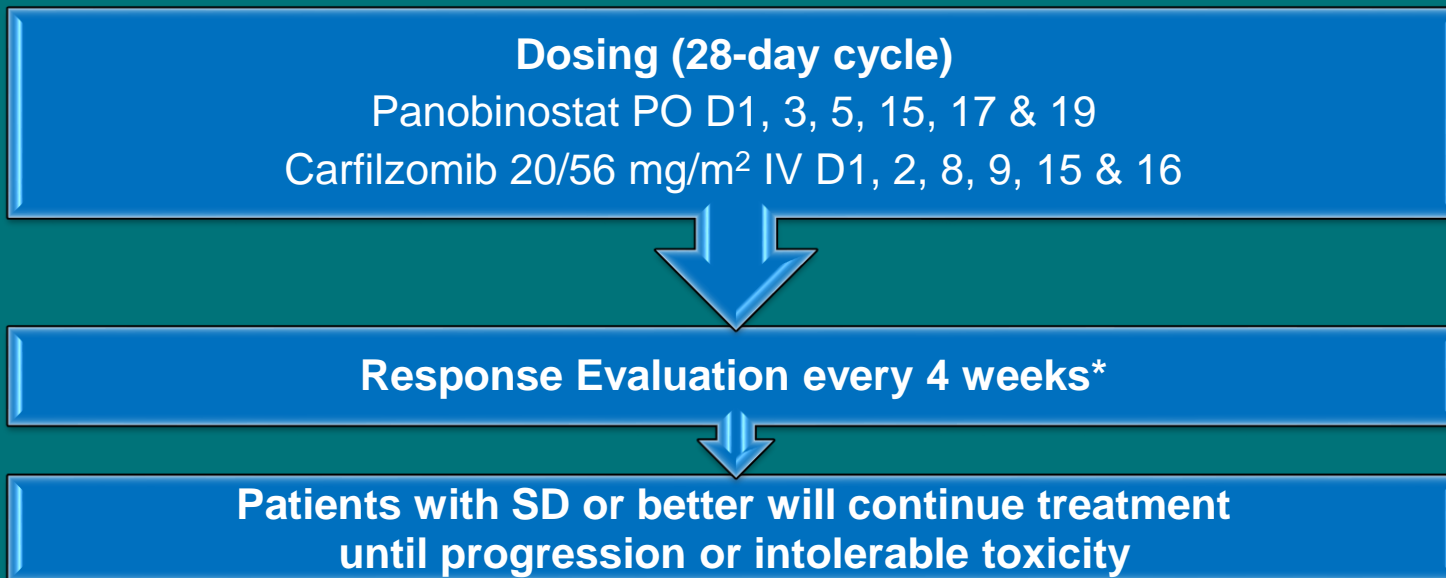 Dosing (28-day cycle)
Panobinostat PO D1, 3, 5, 15, 17 & 19
Carfilzomib 20/56 mg/m² IV D1, 2, 8, 9, 15 & 16
Response Evaluation every 4 weeks*
Patients with SD or better will continue treatment
until progression or intolerable toxicity